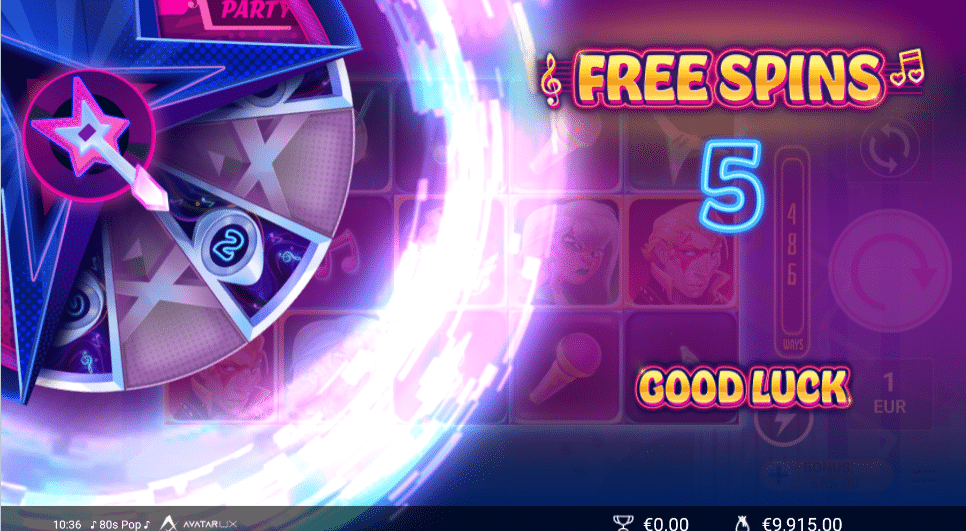 PARTY
FREE SPINS
5
2
4
8
6
WAYS
GOOD LUCK
1
EUR
10:36 ♪ 80s Pop ♪ AVATARUX €0.00 €9,915.00